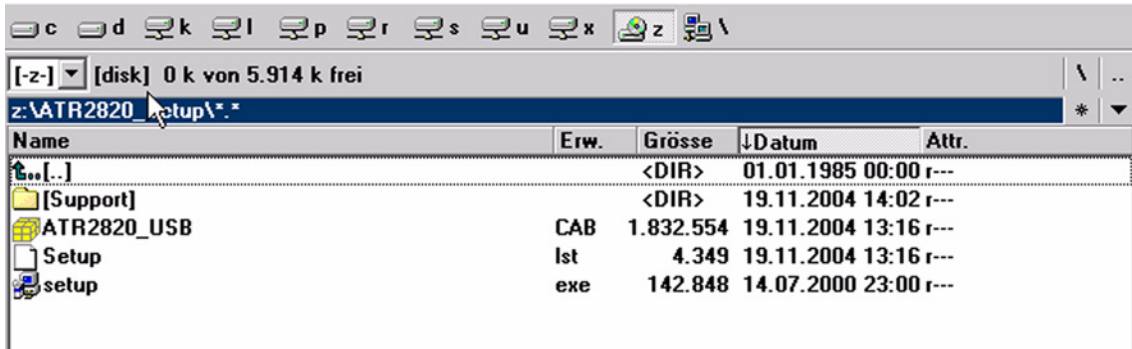 c d k l p r s u x z \
[-z-] [disk] 0 k von 5.914 k frei \ ..
z:\ATR2820_Setup\*.* * ▼
Name Erw. Grösse ↓Datum Attr.
..[..] <DIR> 01.01.1985 00:00 r---
[Support] <DIR> 19.11.2004 14:02 r---
ATR2820_USB CAB 1.832.554 19.11.2004 13:16 r---
Setup lst 4.349 19.11.2004 13:16 r---
setup exe 142.848 14.07.2000 23:00 r---